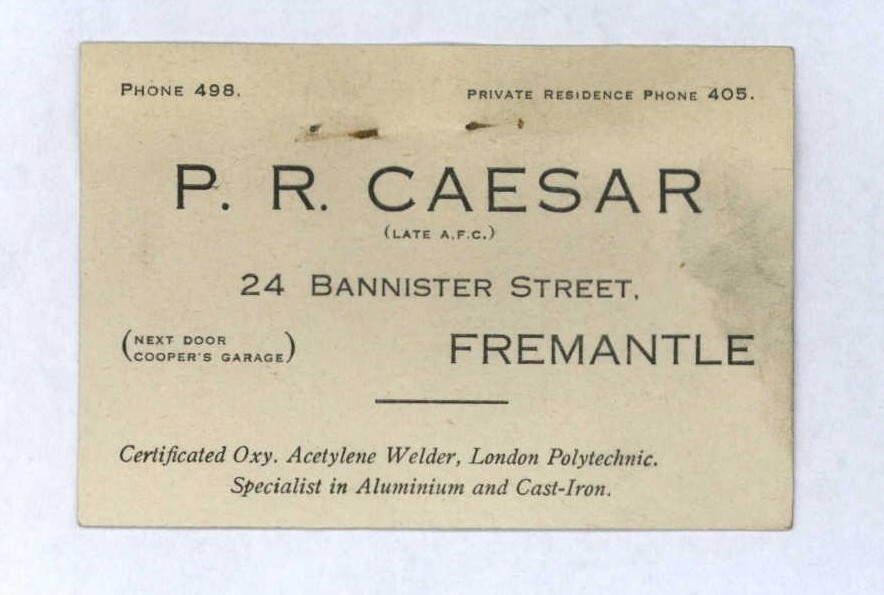 PHONE 498.
PRIVATE RESIDENCE PHONE 405.
P. R. CAESAR
(LATE A.F.C.)
24 BANNISTER STREET,
(NEXT DOOR
COOPER'S GARAGE)
FREMANTLE
Certificated Oxy. Acetylene Welder, London Polytechnic.
Specialist in Aluminium and Cast-Iron.